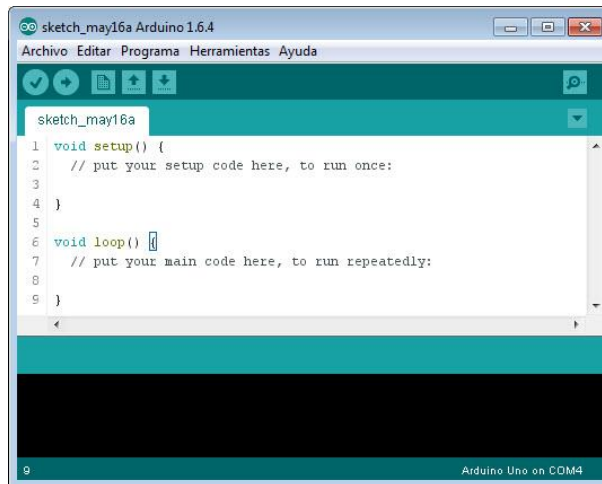 sketch_may16a Arduino 1.6.4
Archivo Editar Programa Herramientas Ayuda
sketch_may16a
1 void setup() {
2   // put your setup code here, to run once:
3
4 }
5
6 void loop() {
7   // put your main code here, to run repeatedly:
8
9 }
9 Arduino Uno on COM4